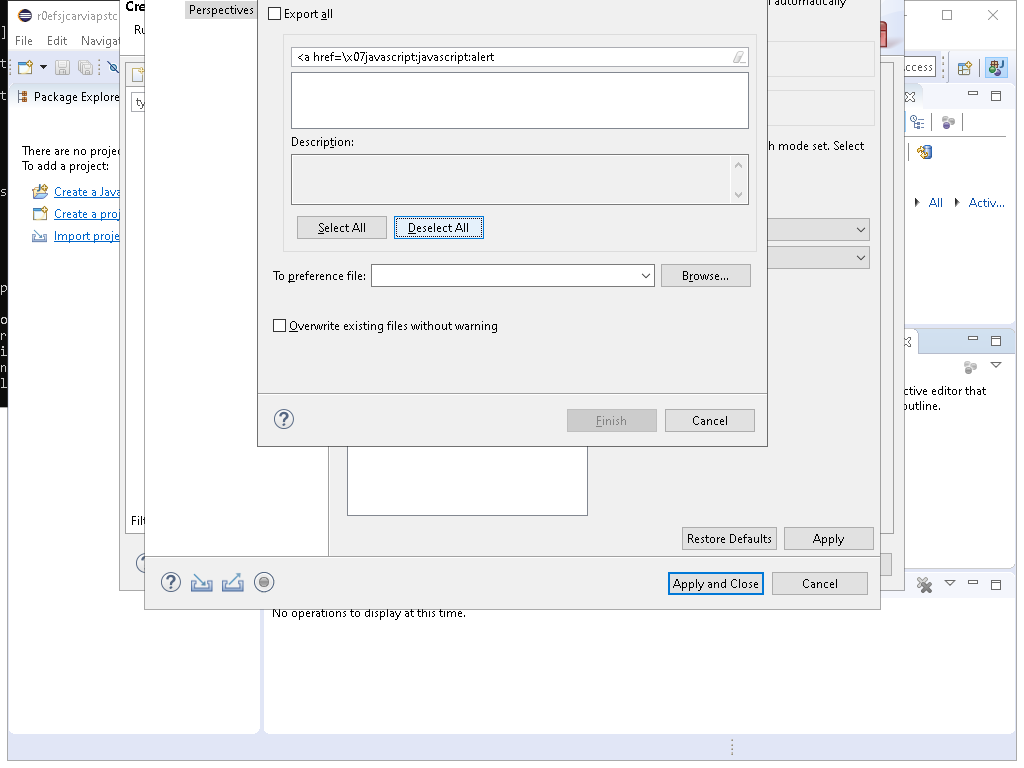 r0efsjcarviapstc
File Edit Navigat
Package Explore
There are no projec
To add a project:
Create a Java
Create a proj
Import proje
Cre
Ru
ty
Filt
Perspectives
Export all
<a href=\x07javascript:javascript:alert
Description:
Select All
Deselect All
To preference file:
Browse...
Overwrite existing files without warning
Finish
Cancel
automatically
h mode set. Select
Restore Defaults
Apply
Apply and Close
Cancel
ccess
All
Activ...
ctive editor that
outline.
No operations to display at this time.